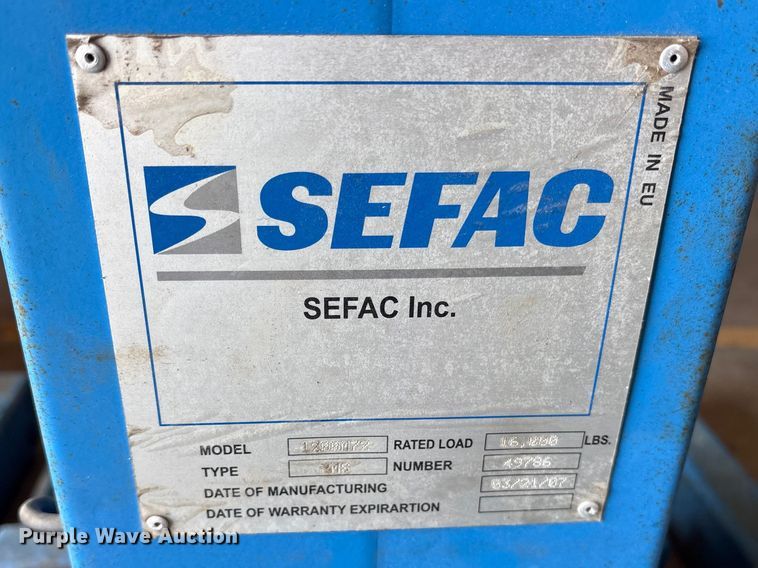 MADE IN EU
SEFAC
SEFAC Inc.
MODEL RATED LOAD 16,000 LBS.
TYPE NUMBER 49786
DATE OF MANUFACTURING 03/21/07
DATE OF WARRANTY EXPIRARTION
Purple Wave Auction